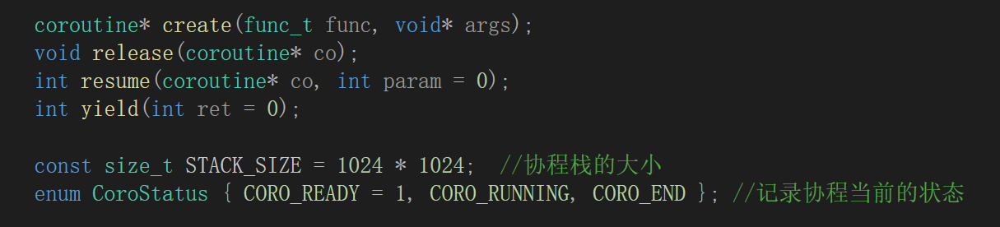 coroutine* create(func_t func, void* args);
void release(coroutine* co);
int resume(coroutine* co, int param = 0);
int yield(int ret = 0);
const size_t STACK_SIZE = 1024 * 1024;  //协程栈的大小
enum CoroStatus { CORO_READY = 1, CORO_RUNNING, CORO_END }; //记录协程当前的状态